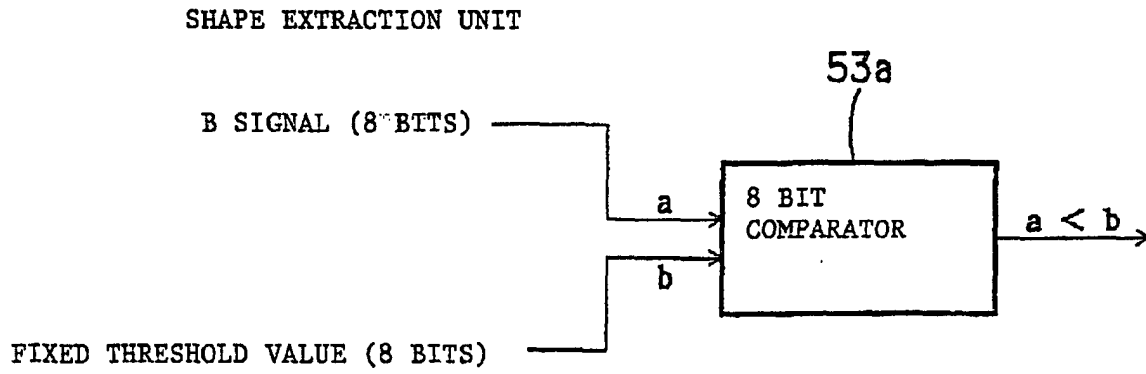 SHAPE EXTRACTION UNIT
53a
B SIGNAL (8 BITS)
a
8 BIT
COMPARATOR
a < b
b
FIXED THRESHOLD VALUE (8 BITS)